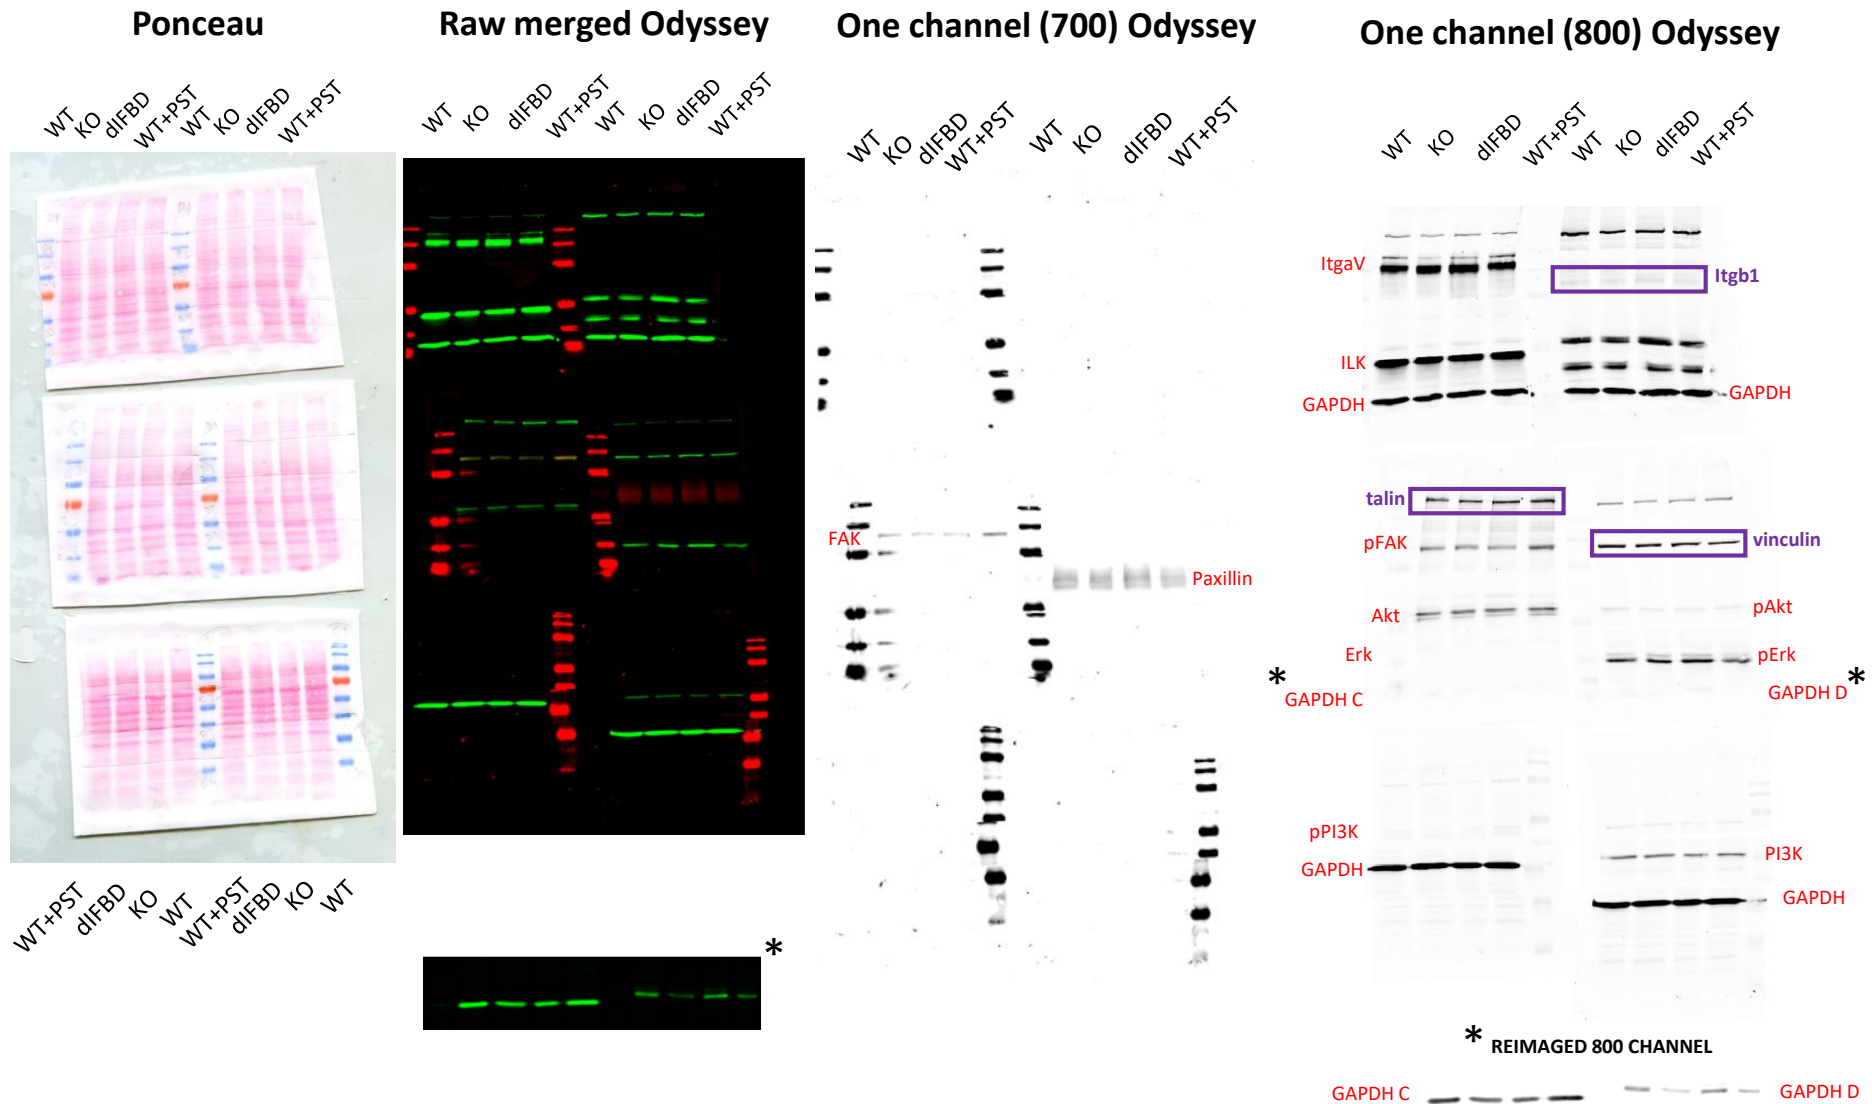 Ponceau
Raw merged Odyssey
One channel (700) Odyssey
One channel (800) Odyssey
WT KO dIFBD WT+PST WT KO dIFBD WT+PST
WT KO dIFBD WT+PST WT KO dIFBD WT+PST
WT KO dIFBD WT+PST WT KO dIFBD WT+PST
WT KO dIFBD WT+PST WT KO dIFBD WT+PST
ItgaV
Itgb1
ILK
GAPDH
GAPDH
talin
pFAK
vinculin
FAK
Paxillin
Akt
pAkt
Erk
pErk
*
GAPDH C
GAPDH D *
pPI3K
PI3K
GAPDH
GAPDH
WT+PST dIFBD KO WT WT+PST dIFBD KO WT
*
* REIMAGED 800 CHANNEL
GAPDH C
GAPDH D